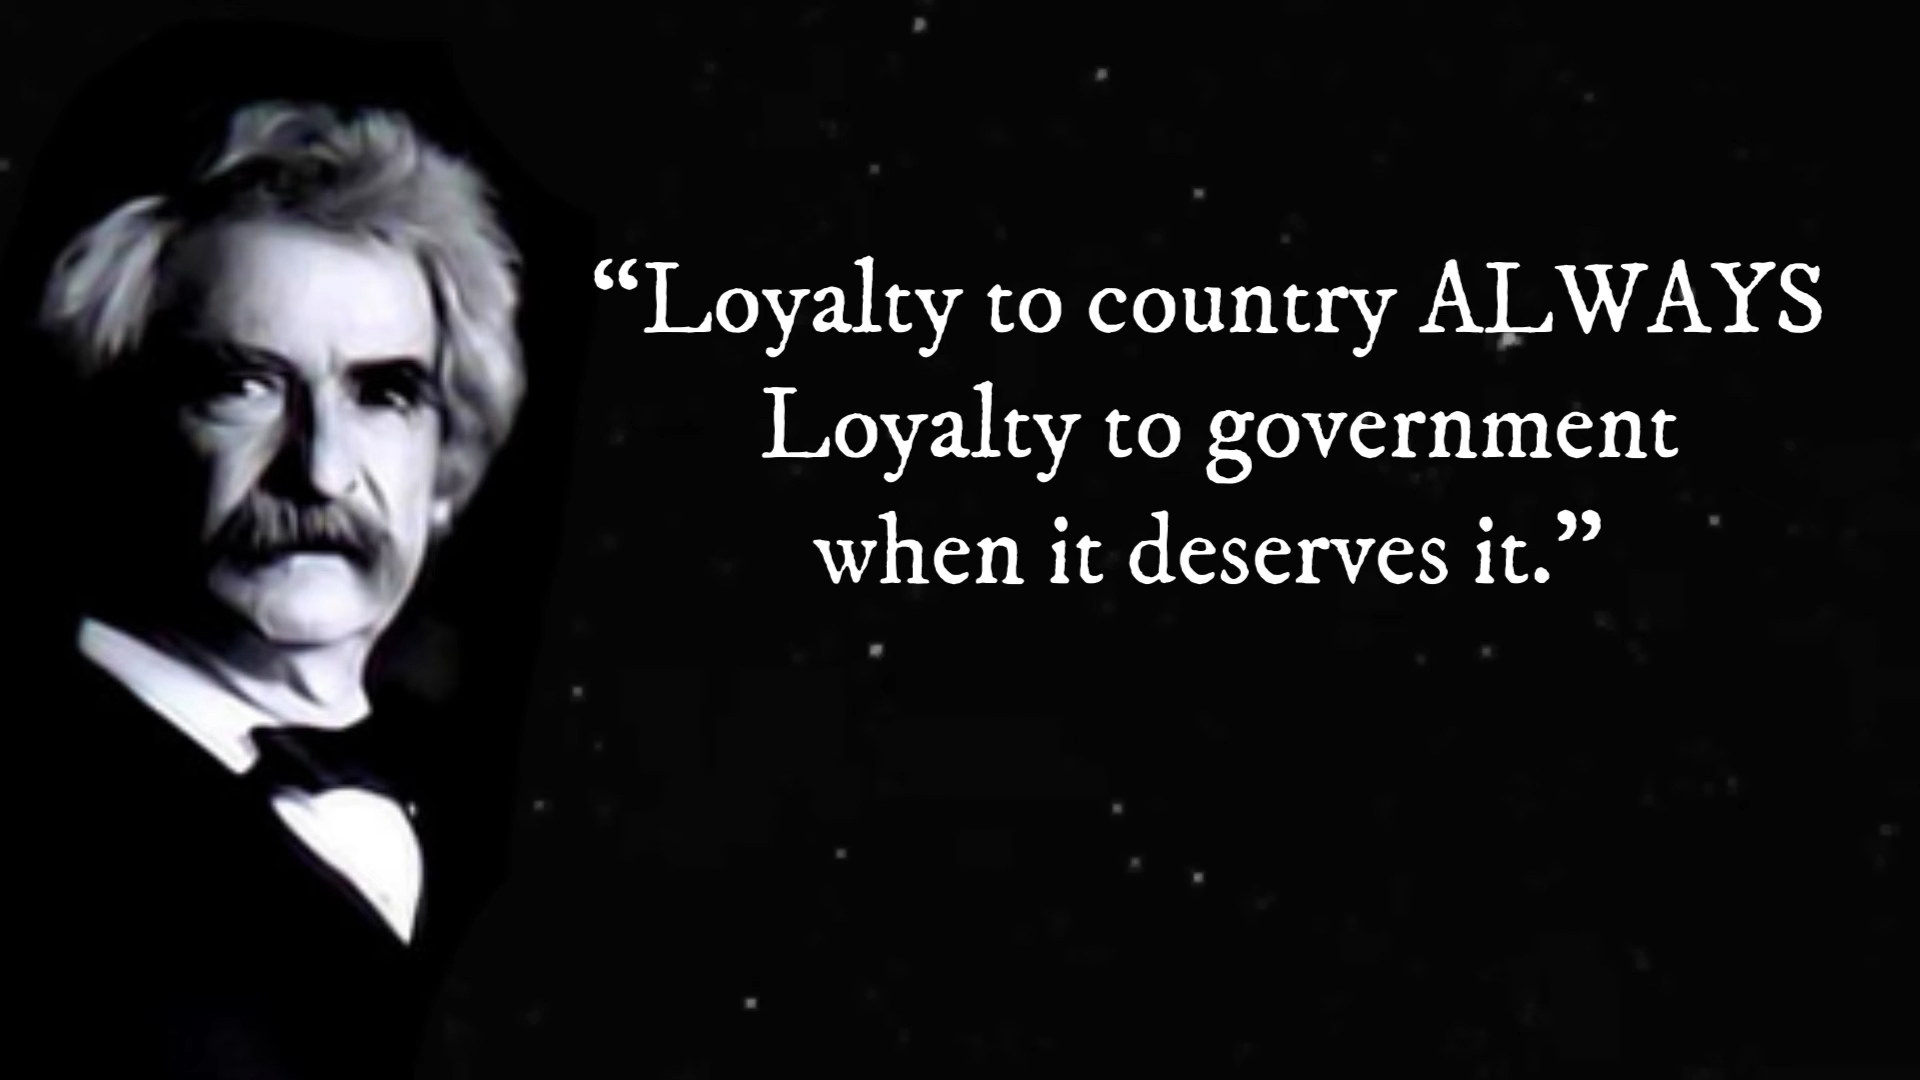 “Loyalty to country ALWAYS
Loyalty to government
when it deserves it.”